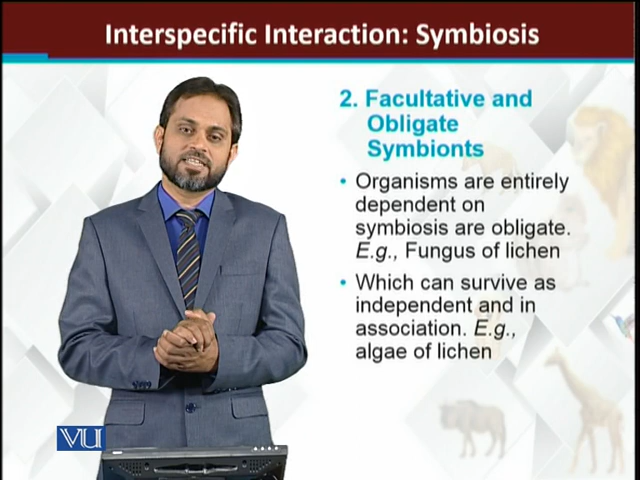 Interspecific Interaction: Symbiosis
2. Facultative and
Obligate
Symbionts
• Organisms are entirely
dependent on
symbiosis are obligate.
E.g., Fungus of lichen
• Which can survive as
independent and in
association. E.g.,
algae of lichen
VU